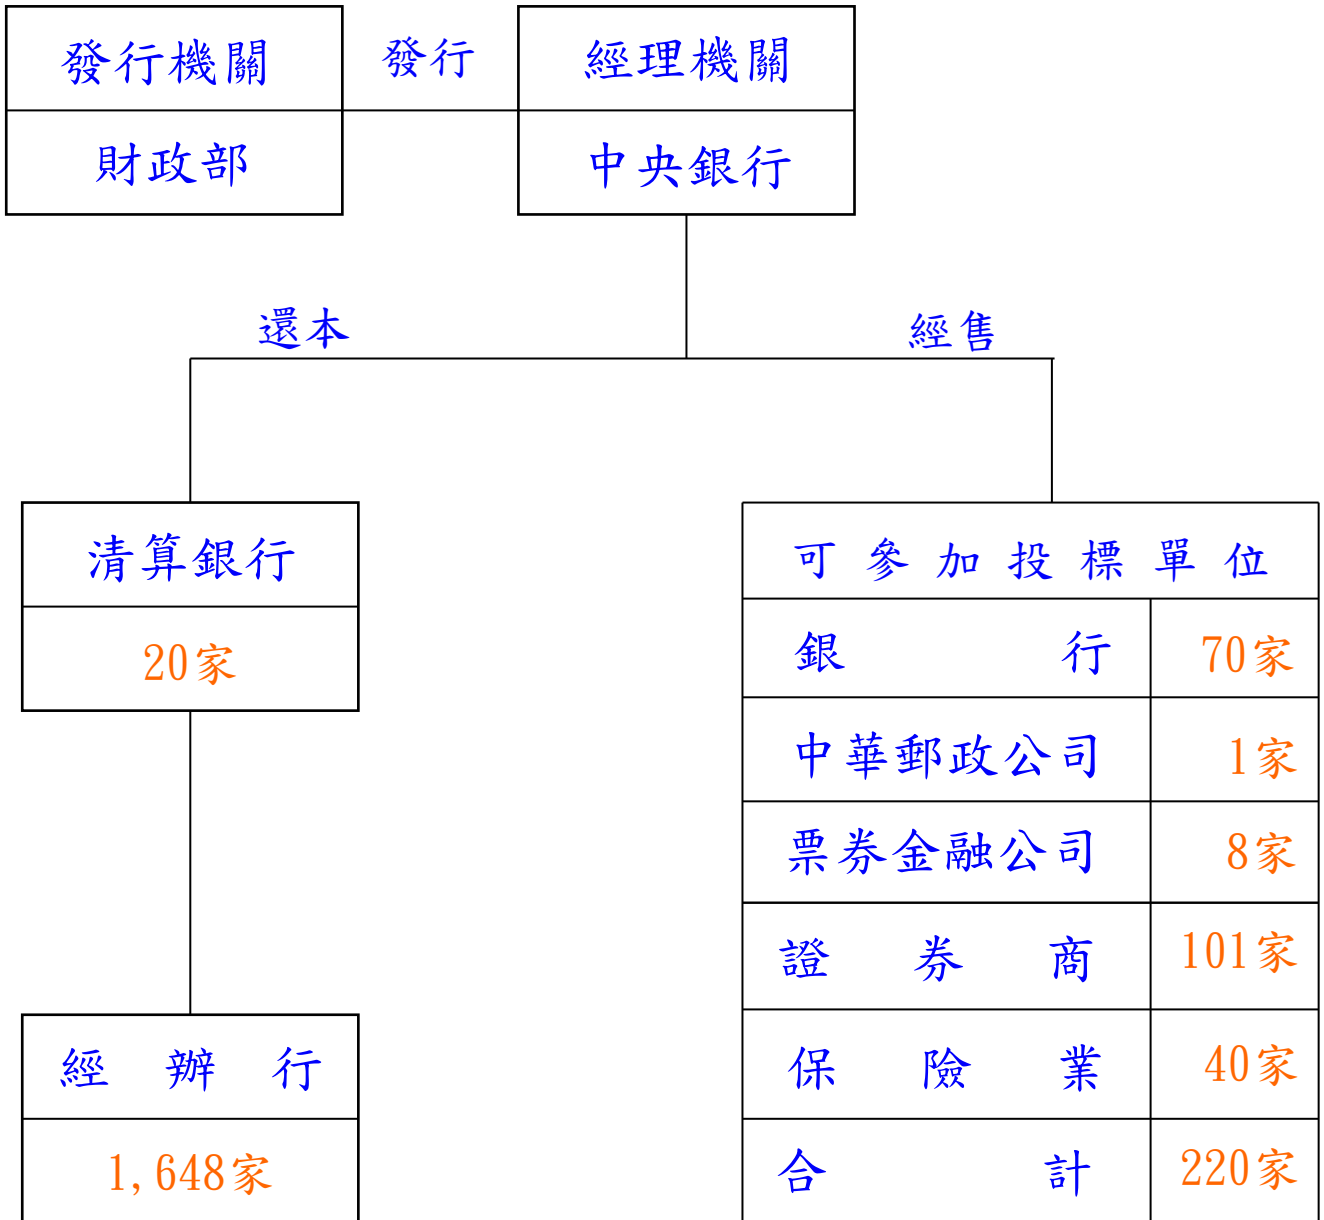 發行機關
發行
經理機關
財政部
中央銀行
還本
經售
清算銀行
20家
經辦行
1,648家
可參加投標單位
銀行 70家
中華郵政公司 1家
票券金融公司 8家
證券商 101家
保險業 40家
合計 220家